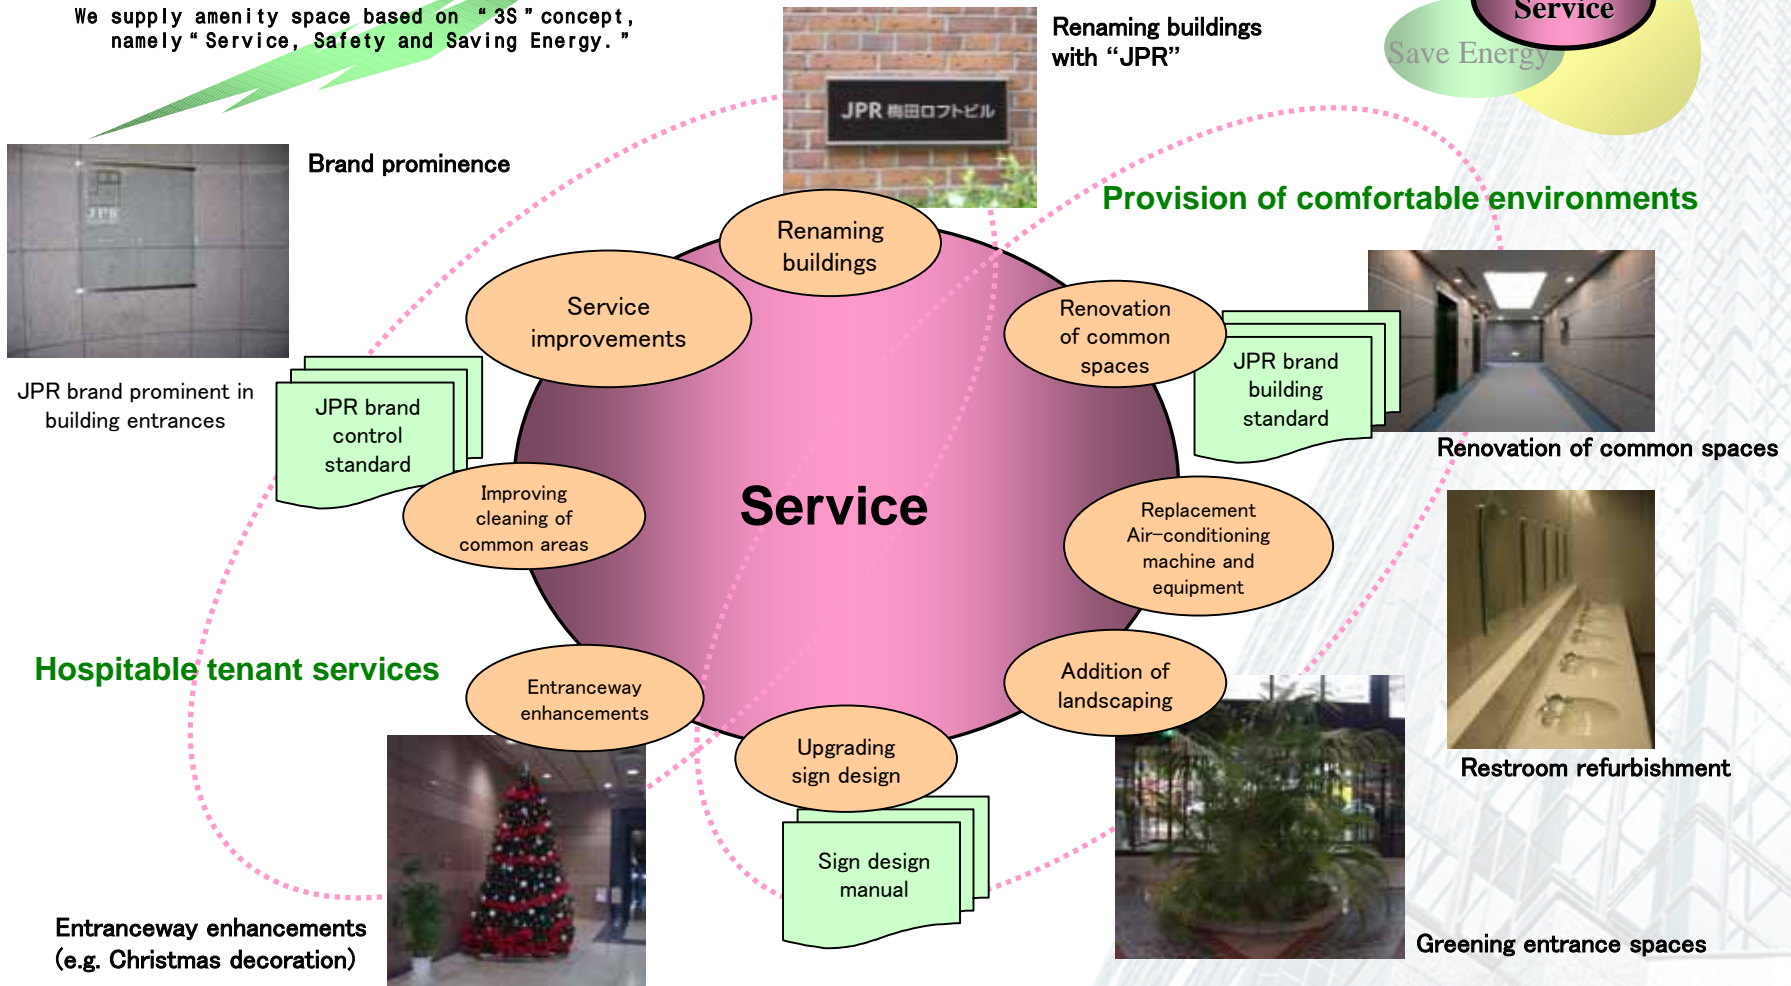 We supply amenity space based on “3S” concept,
namely “Service, Safety and Saving Energy.”
Renaming buildings
with “JPR”
Service
Save Energy
JPR 梅田ロフトビル
JPR
Brand prominence
Provision of comfortable environments
Renaming
buildings
Service
improvements
Renovation
of common
spaces
JPR brand
building
standard
JPR brand prominent in
building entrances
JPR brand
control
standard
Renovation of common spaces
Improving
cleaning of
common areas
Service
Replacement
Air-conditioning
machine and
equipment
Hospitable tenant services
Entranceway
enhancements
Addition of
landscaping
Upgrading
sign design
Restroom refurbishment
Sign design
manual
Entranceway enhancements
(e.g. Christmas decoration)
Greening entrance spaces